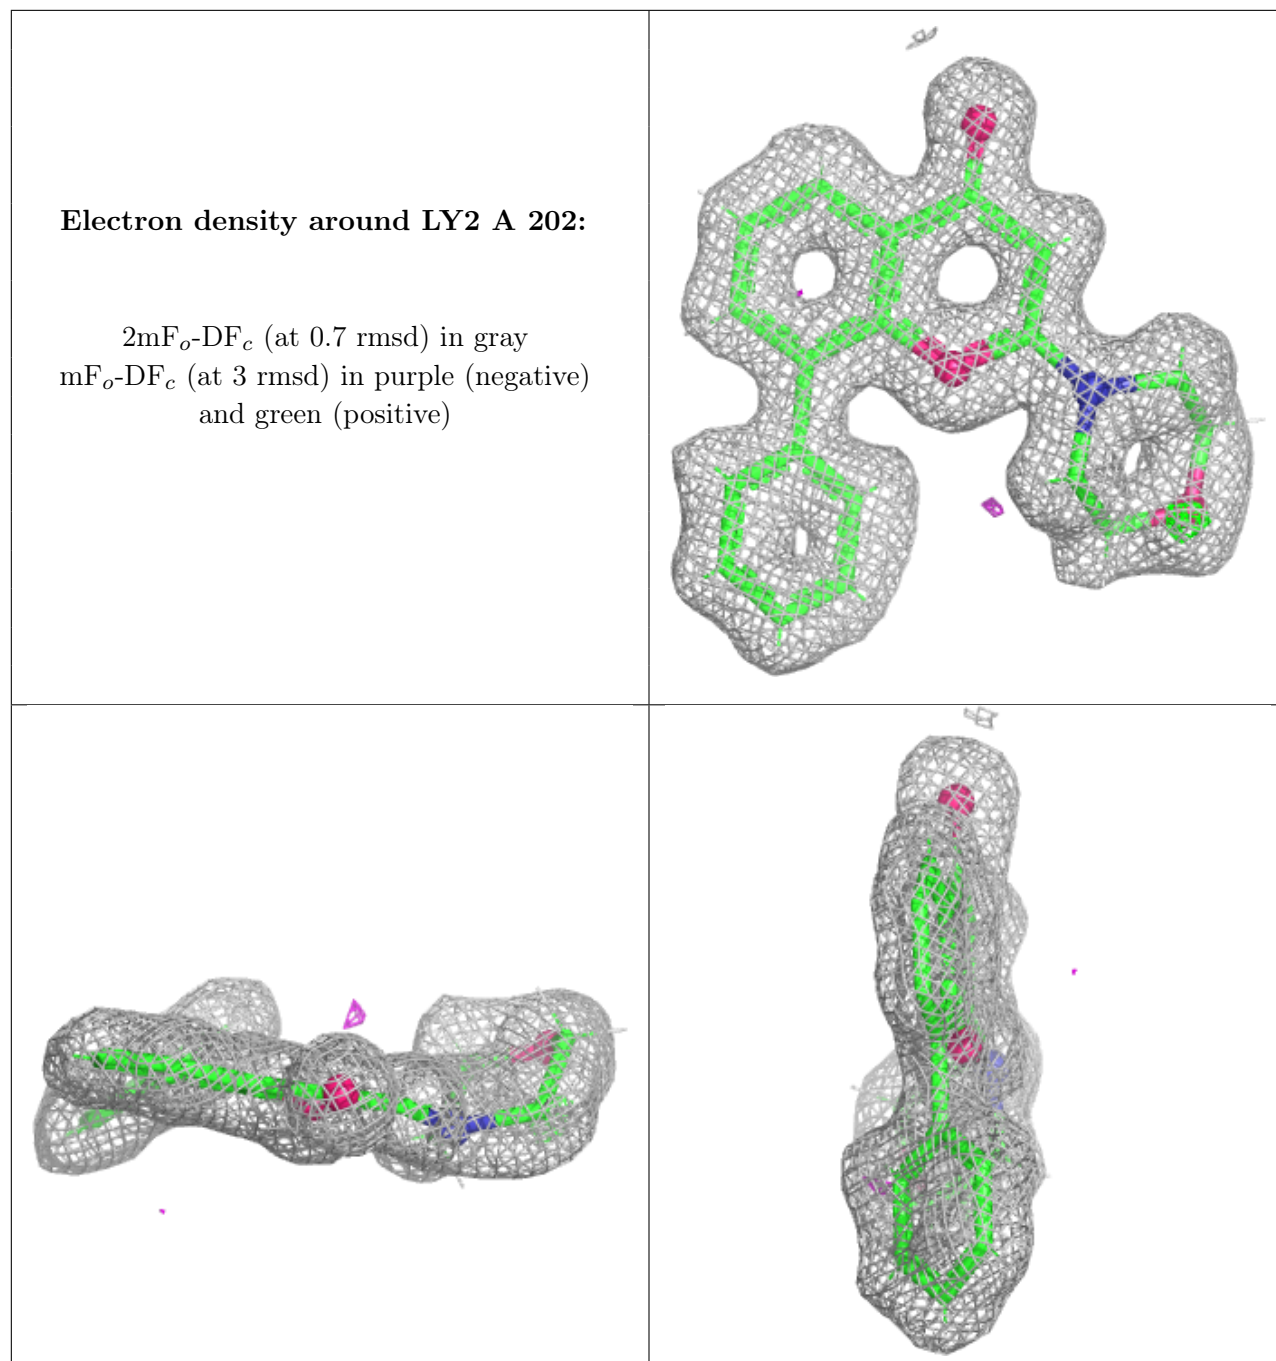 Electron density around LY2 A 202:
2mFo-DFc (at 0.7 rmsd) in gray
mFo-DFc (at 3 rmsd) in purple (negative)
and green (positive)